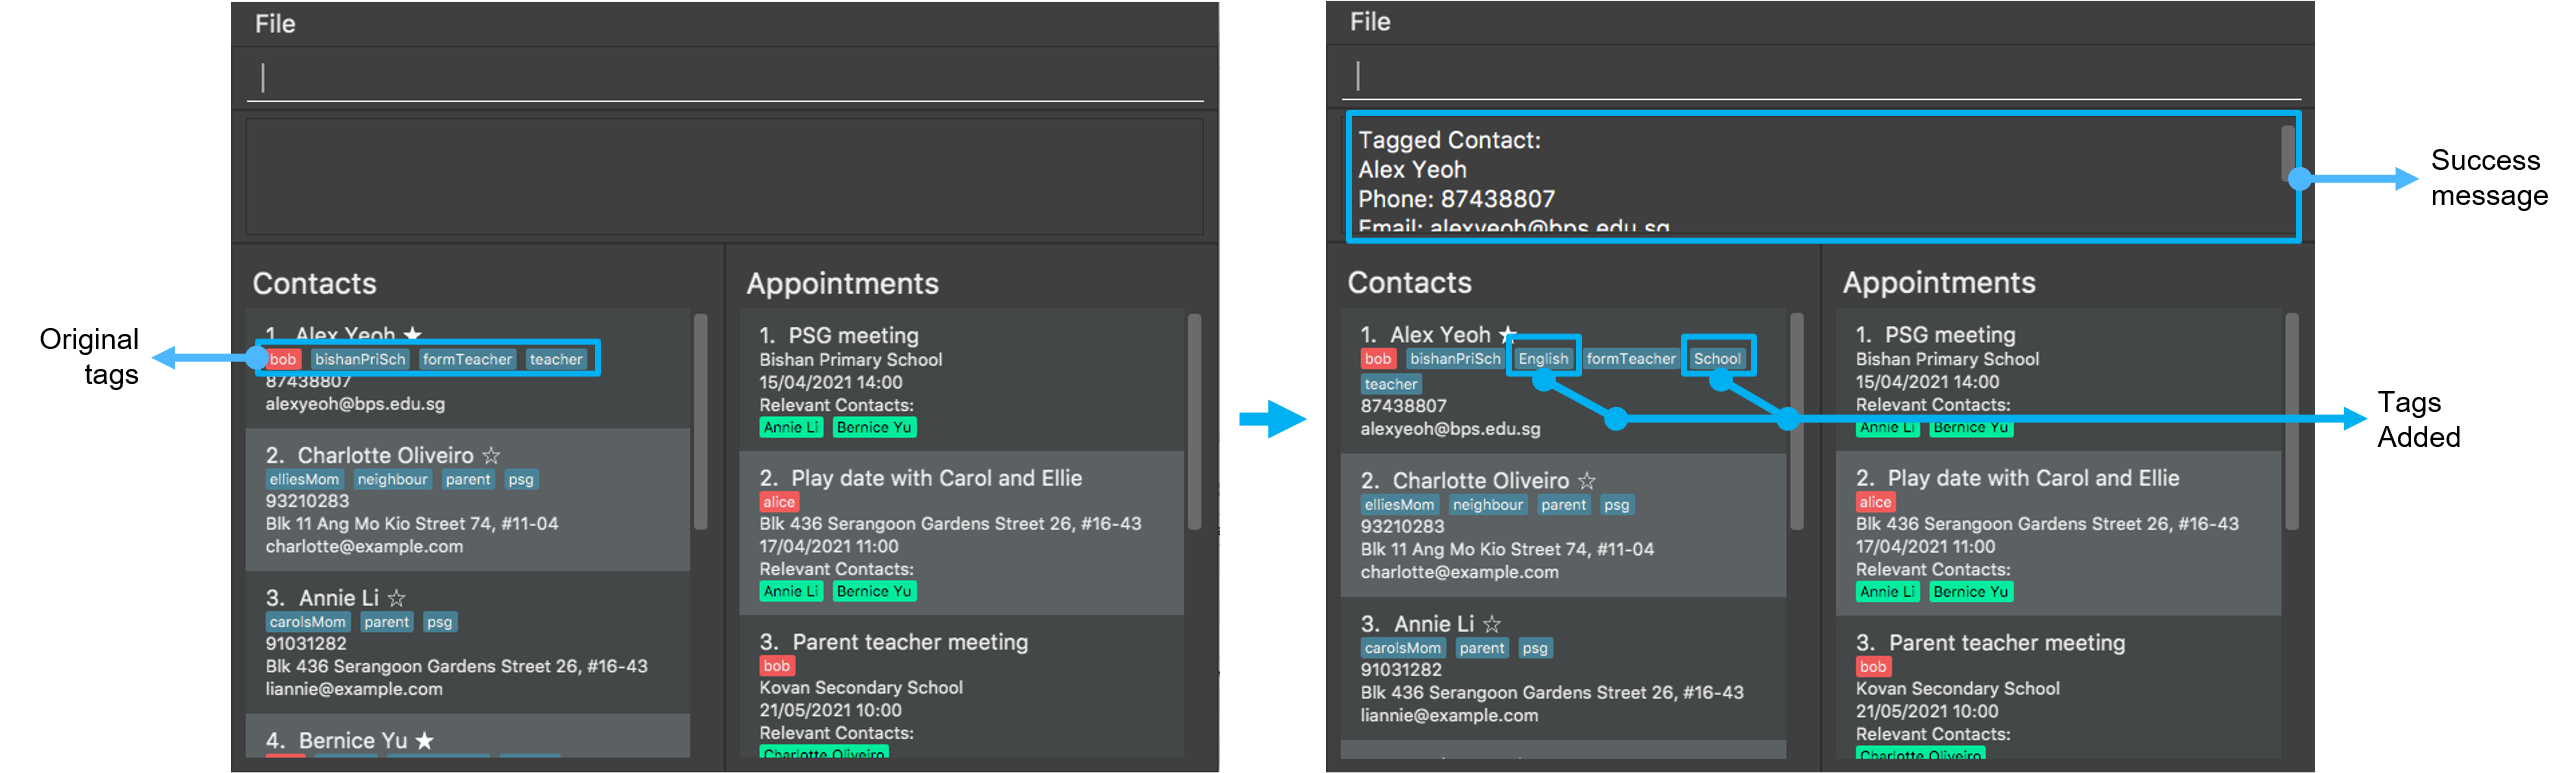 Original
tags
File
Contacts
1. Alex Yeoh ★
bob bishanPriSch formTeacher teacher
87438807
alexyeoh@bps.edu.sg
2. Charlotte Oliveiro ☆
elliesMom neighbour parent psg
93210283
Blk 11 Ang Mo Kio Street 74, #11-04
charlotte@example.com
3. Annie Li ☆
carolsMom parent psg
91031282
Blk 436 Serangoon Gardens Street 26, #16-43
liannie@example.com
4. Bernice Yu ★
Appointments
1. PSG meeting
Bishan Primary School
15/04/2021 14:00
Relevant Contacts:
Annie Li Bernice Yu
2. Play date with Carol and Ellie
alice
Blk 436 Serangoon Gardens Street 26, #16-43
17/04/2021 11:00
Relevant Contacts:
Annie Li Bernice Yu
3. Parent teacher meeting
bob
Kovan Secondary School
21/05/2021 10:00
Relevant Contacts:
Charlotte Oliveiro
File
Tagged Contact:
Alex Yeoh
Phone: 87438807
Email: alexyeoh@bps.edu.sg
Success
message
Contacts
1. Alex Yeoh ★
bob bishanPriSch English formTeacher School
teacher
87438807
alexyeoh@bps.edu.sg
2. Charlotte Oliveiro ☆
elliesMom neighbour parent psg
93210283
Blk 11 Ang Mo Kio Street 74, #11-04
charlotte@example.com
3. Annie Li ☆
carolsMom parent psg
91031282
Blk 436 Serangoon Gardens Street 26, #16-43
liannie@example.com
Appointments
1. PSG meeting
Bishan Primary School
15/04/2021 14:00
Relevant Contacts:
Annie Li Bernice Yu
2. Play date with Carol and Ellie
alice
Blk 436 Serangoon Gardens Street 26, #16-43
17/04/2021 11:00
Relevant Contacts:
Annie Li Bernice Yu
3. Parent teacher meeting
bob
Kovan Secondary School
21/05/2021 10:00
Relevant Contacts:
Charlotte Oliveiro
Tags
Added